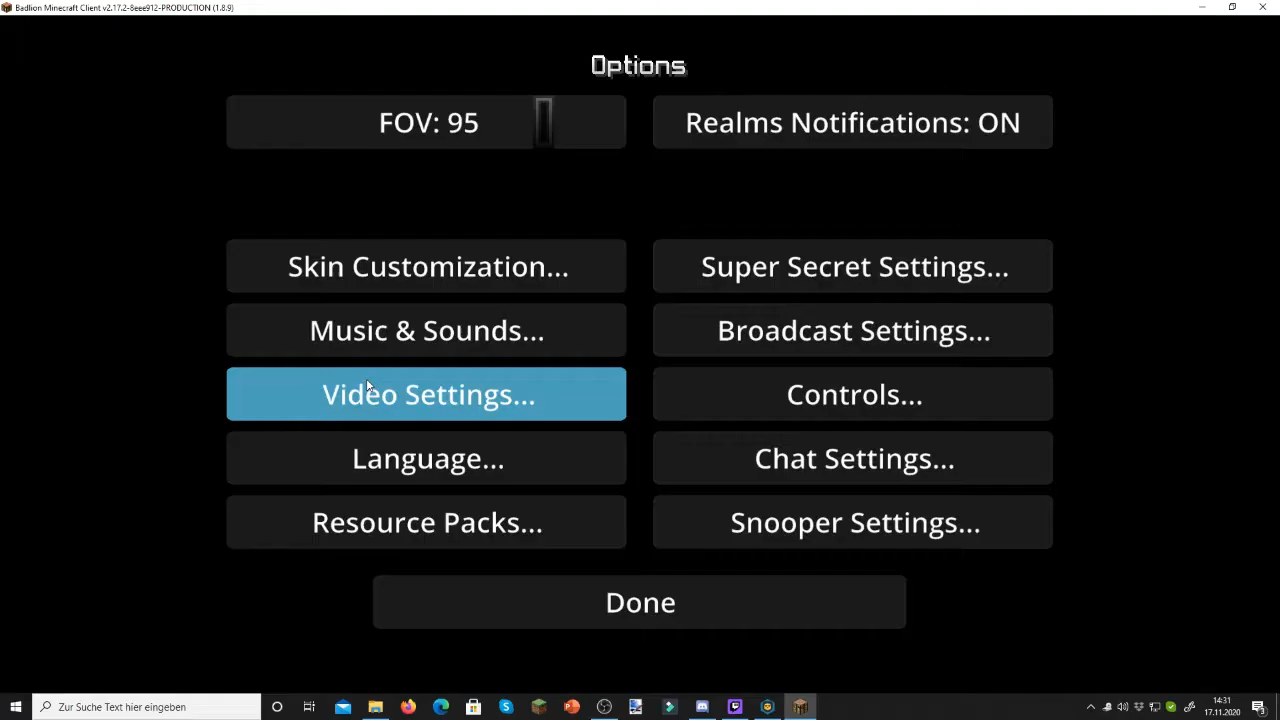 Badlion Minecraft Client v2.17.2-8eee912-PRODUCTION (1.8.9)
Options
FOV: 95
Realms Notifications: ON
Skin Customization...
Super Secret Settings...
Music & Sounds...
Broadcast Settings...
Video Settings...
Controls...
Language...
Chat Settings...
Resource Packs...
Snooper Settings...
Done
Zur Suche Text hier eingeben
14:31
17.11.2020